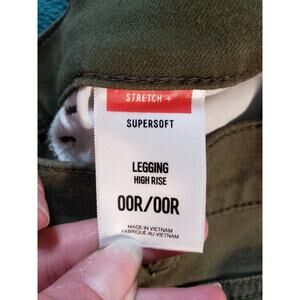 STRETCH +
SUPERSOFT
LEGGING
HIGH RISE
00R/00R
MADE IN VIETNAM
FABRIQUÉ AU VIETNAM